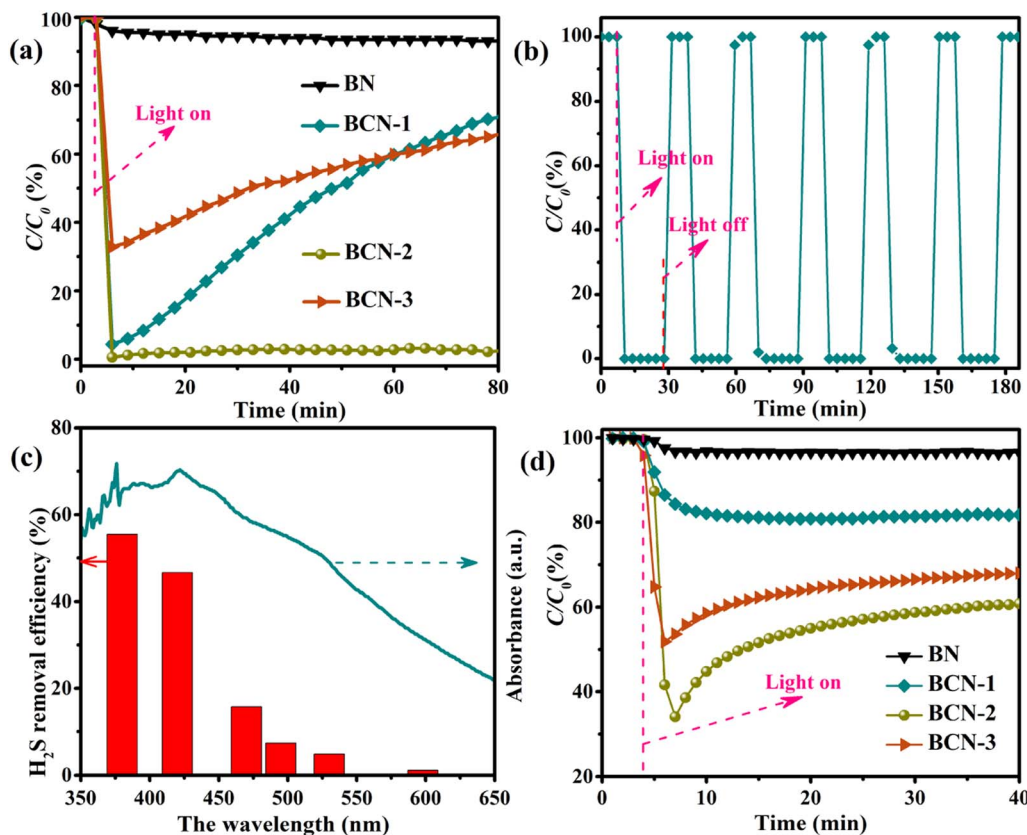 (a)
C/C₀ (%)
100
80
60
40
20
0
Light on
BN
BCN-1
BCN-2
BCN-3
0 20 40 60 80
Time (min)
(b)
C/C₀(%)
100
80
60
40
20
0
Light on
Light off
0 30 60 90 120 150 180
Time (min)
(c)
H₂S removal efficiency (%)
80
60
40
20
0
Absorbance (a.u.)
350 400 450 500 550 600 650
The wavelength (nm)
(d)
C/C₀(%)
100
80
60
40
20
Light on
BN
BCN-1
BCN-2
BCN-3
0 10 20 30 40
Time (min)